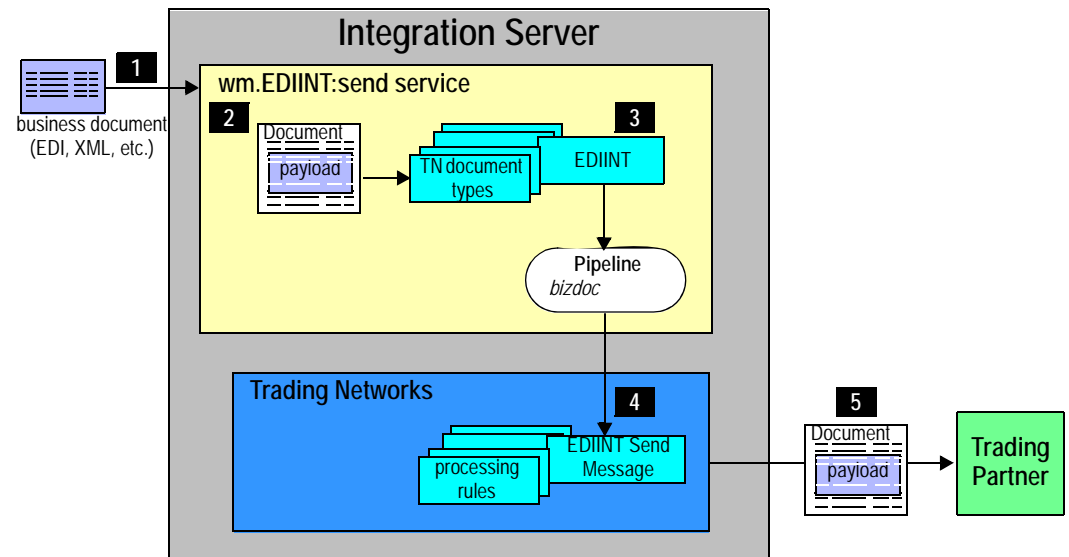 Integration Server
1
business document
(EDI, XML, etc.)
wm.EDIINT:send service
2
Document
payload
TN document
types
3
EDIINT
Pipeline
bizdoc
Trading Networks
4
EDIINT Send
Message
processing
rules
5
Document
payload
Trading
Partner